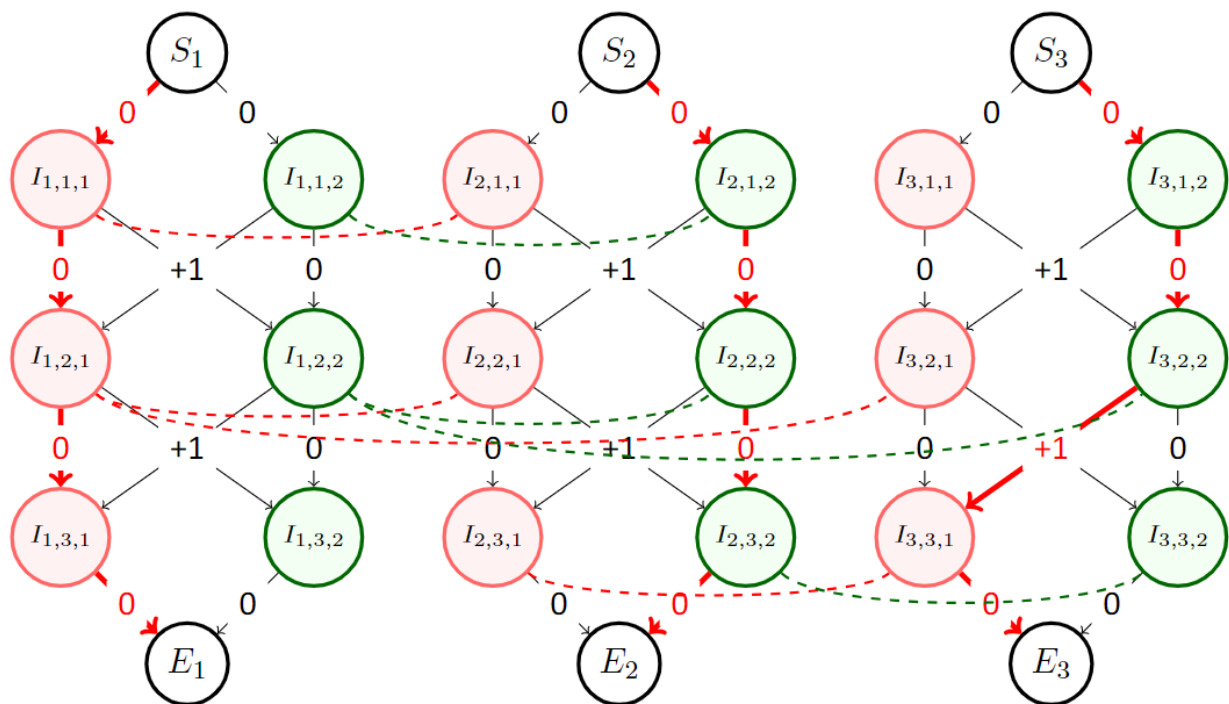 S₁ S₂ S₃
0 0 0 0 0 0
I₁,₁,₁ I₁,₁,₂ I₂,₁,₁ I₂,₁,₂ I₃,₁,₁ I₃,₁,₂
0 +1 0 0 +1 0 0 +1 0
I₁,₂,₁ I₁,₂,₂ I₂,₂,₁ I₂,₂,₂ I₃,₂,₁ I₃,₂,₂
0 +1 0 0 +1 0 0 +1 0
I₁,₃,₁ I₁,₃,₂ I₂,₃,₁ I₂,₃,₂ I₃,₃,₁ I₃,₃,₂
0 0 0 0 0 0
E₁ E₂ E₃